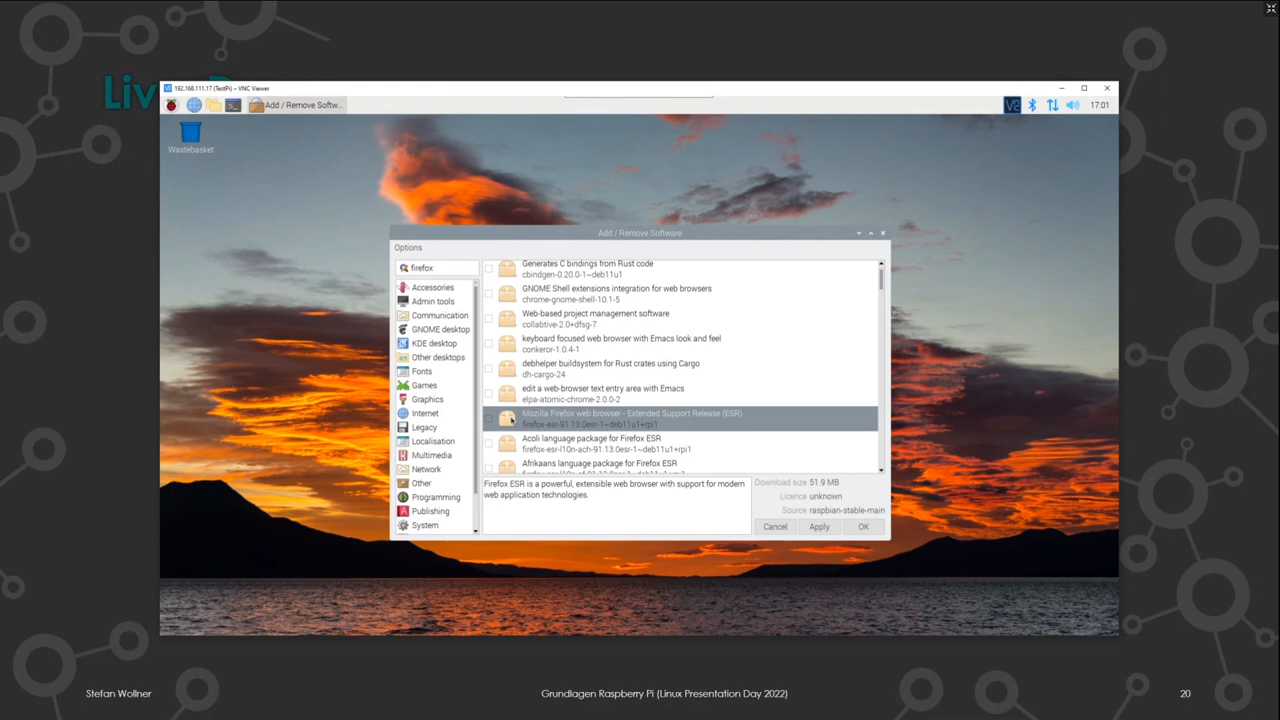 Liv
192.168.111.17 (TestPi) - VNC Viewer
Add / Remove Softw...
17:01
Wastebasket
Add / Remove Software
Options
firefox
Accessories
Admin tools
Communication
GNOME desktop
KDE desktop
Other desktops
Fonts
Games
Graphics
Internet
Legacy
Localisation
Multimedia
Network
Other
Programming
Publishing
System
Generates C bindings from Rust code
cbindgen-0.20.0-1~deb11u1
GNOME Shell extensions integration for web browsers
chrome-gnome-shell-10.1-5
Web-based project management software
collabtive-2.0+dfsg-7
keyboard focused web browser with Emacs look and feel
conkeror-1.0.4-1
debhelper buildsystem for Rust crates using Cargo
dh-cargo-24
edit a web-browser text entry area with Emacs
elpa-atomic-chrome-2.0.0-2
Mozilla Firefox web browser - Extended Support Release (ESR)
firefox-esr-91.13.0esr-1~deb11u1+rpi1
Acoli language package for Firefox ESR
firefox-esr-l10n-ach-91.13.0esr-1~deb11u1+rpi1
Afrikaans language package for Firefox ESR
Firefox ESR is a powerful, extensible web browser with support for modern
web application technologies.
Download size 51.9 MB
Licence unknown
Source raspbian-stable-main
Cancel
Apply
OK
Stefan Wollner
Grundlagen Raspberry Pi (Linux Presentation Day 2022)
20